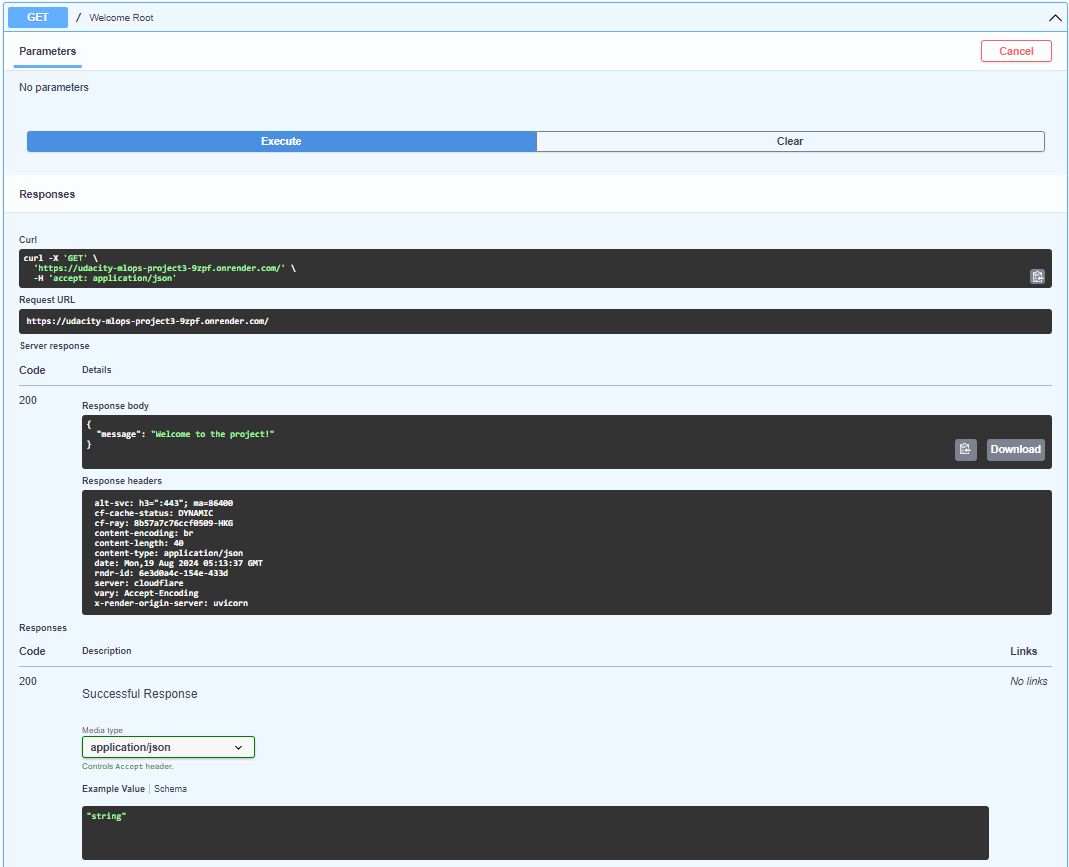 GET / Welcome Root
Parameters Cancel
No parameters
Execute Clear
Responses
Curl
curl -X 'GET' \
'https://udacity-mlops-project3-9zpf.onrender.com/' \
-H 'accept: application/json'
Request URL
https://udacity-mlops-project3-9zpf.onrender.com/
Server response
Code Details
200
Response body
{
"message": "Welcome to the project!"
}
Download
Response headers
alt-svc: h3=":443"; ma=86400
cf-cache-status: DYNAMIC
cf-ray: 8b57a7c76ccf0509-HKG
content-encoding: br
content-length: 40
content-type: application/json
date: Mon,19 Aug 2024 05:13:37 GMT
rndr-id: 6e3d0a4c-154e-433d
server: cloudflare
vary: Accept-Encoding
x-render-origin-server: uvicorn
Responses
Code Description Links
200 No links
Successful Response
Media type
application/json
Controls Accept header.
Example Value | Schema
"string"